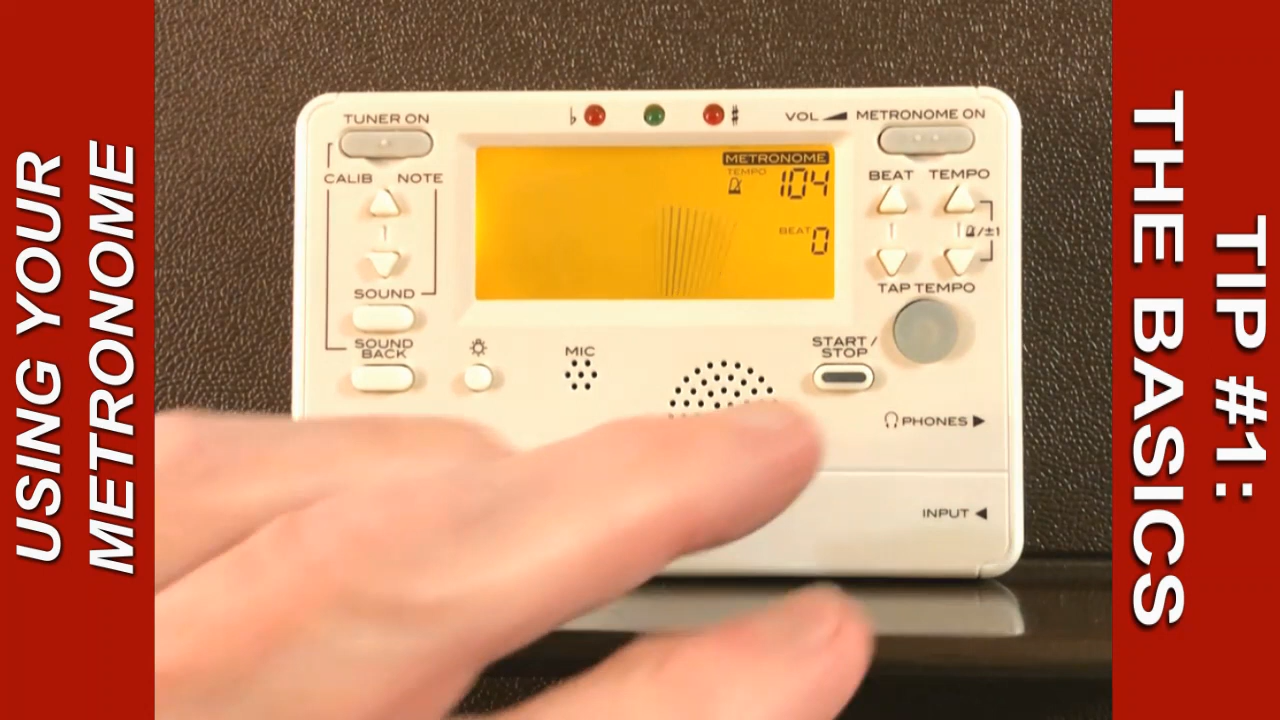 USING YOUR
METRONOME
TUNER ON
CALIB NOTE
SOUND
SOUND
BACK
♭
♯
VOL
METRONOME ON
METRONOME
TEMPO
104
BEAT 0
BEAT TEMPO
/±1
TAP TEMPO
MIC
START /
STOP
PHONES ▶
INPUT ◀
TIP #1:
THE BASICS